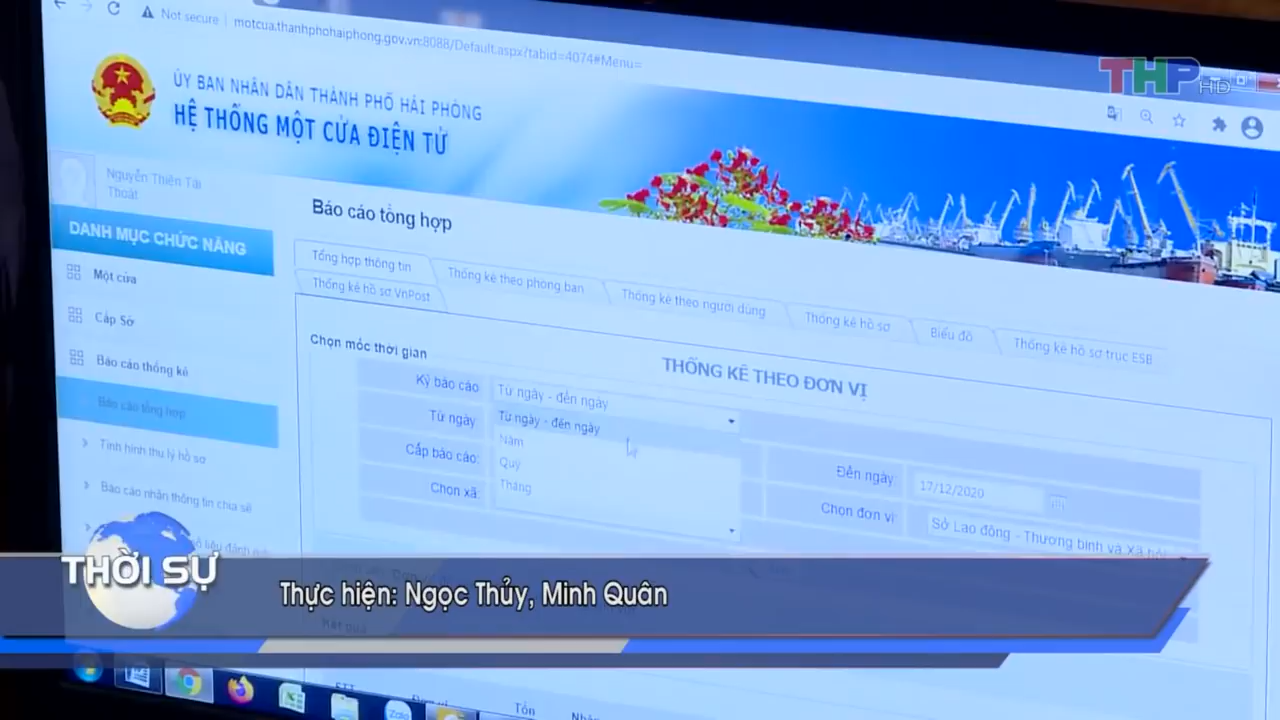 Not secure | motcua.thanhphohaiphong.gov.vn:8088/Default.aspx?tabid=4074#Menu=
THP HD
ỦY BAN NHÂN DÂN THÀNH PHỐ HẢI PHÒNG
HỆ THỐNG MỘT CỬA ĐIỆN TỬ
Nguyễn Thiện Tài
Thoát
DANH MỤC CHỨC NĂNG
Một cửa
Cấp Sở
Báo cáo thống kê
Báo cáo tổng hợp
Tình hình thụ lý hồ sơ
Báo cáo nhận thông tin chia sẻ
Báo cáo tổng hợp
Tổng hợp thông tin
Thống kê theo phòng ban
Thống kê theo người dùng
Thống kê hồ sơ
Biểu đồ
Thống kê hồ sơ trục ESB
Thống kê hồ sơ VnPost
Chọn mốc thời gian
THỐNG KÊ THEO ĐƠN VỊ
Kỳ báo cáo
Từ ngày - đến ngày
Từ ngày
Từ ngày - đến ngày
Năm
Quý
Tháng
Cấp báo cáo:
Đến ngày:
17/12/2020
Chọn xã:
Chọn đơn vị:
Sở Lao động - Thương binh và Xã hội
THỜI SỰ
Thực hiện: Ngọc Thủy, Minh Quân
STT
Đơn vị
Tồn
Zalo